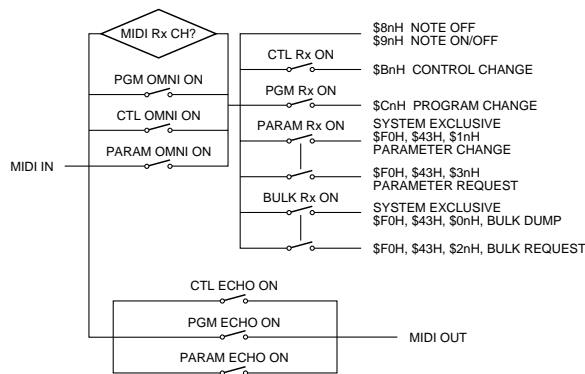 MIDI Rx CH?
PGM OMNI ON
CTL OMNI ON
PARAM OMNI ON
MIDI IN
$8nH NOTE OFF
$9nH NOTE ON/OFF
CTL Rx ON
$BnH CONTROL CHANGE
PGM Rx ON
$CnH PROGRAM CHANGE
PARAM Rx ON
SYSTEM EXCLUSIVE
$F0H, $43H, $1nH
PARAMETER CHANGE
$F0H, $43H, $3nH
PARAMETER REQUEST
BULK Rx ON
SYSTEM EXCLUSIVE
$F0H, $43H, $0nH, BULK DUMP
$F0H, $43H, $2nH, BULK REQUEST
CTL ECHO ON
PGM ECHO ON
PARAM ECHO ON
MIDI OUT